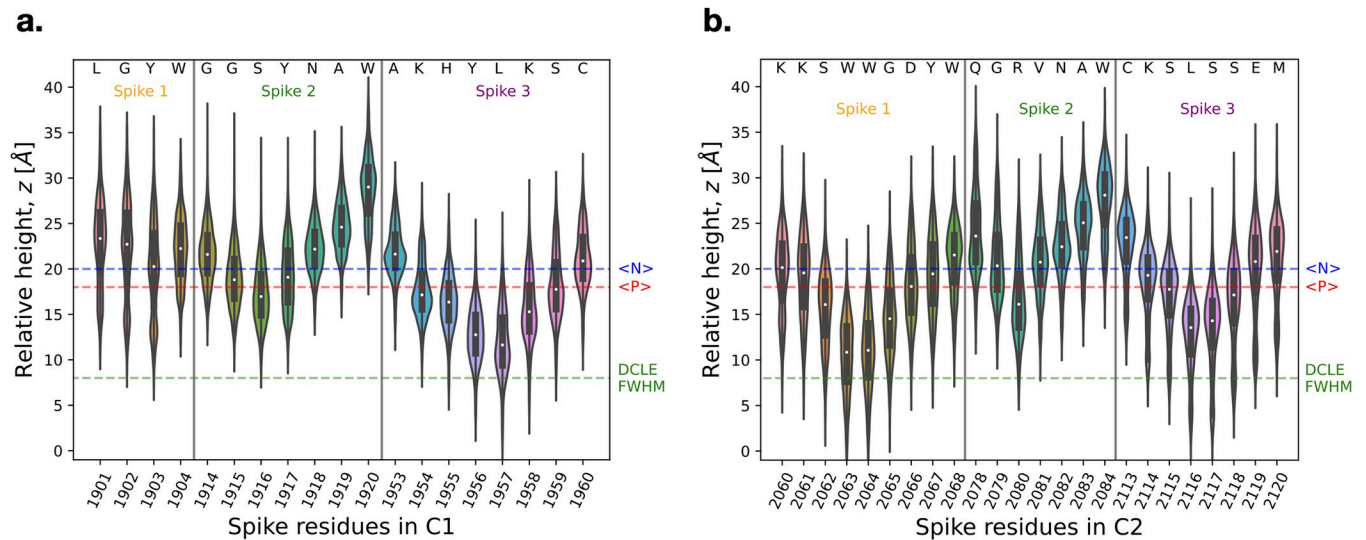 a.
L G Y W G G S Y N A W A K H Y L K S C
Spike 1 Spike 2 Spike 3
Relative height, z [Å]
40
35
30
25
20
15
10
5
0
<N>
<P>
DCLE
FWHM
1901 1902 1903 1904 1914 1915 1916 1917 1918 1919 1920 1953 1954 1955 1956 1957 1958 1959 1960
Spike residues in C1
b.
K K S W W G D Y W Q G R V N A W C K S L S S E M
Spike 1 Spike 2 Spike 3
Relative height, z [Å]
40
35
30
25
20
15
10
5
0
<N>
<P>
DCLE
FWHM
2060 2061 2062 2063 2064 2065 2066 2067 2068 2078 2079 2080 2081 2082 2083 2084 2113 2114 2115 2116 2117 2118 2119 2120
Spike residues in C2